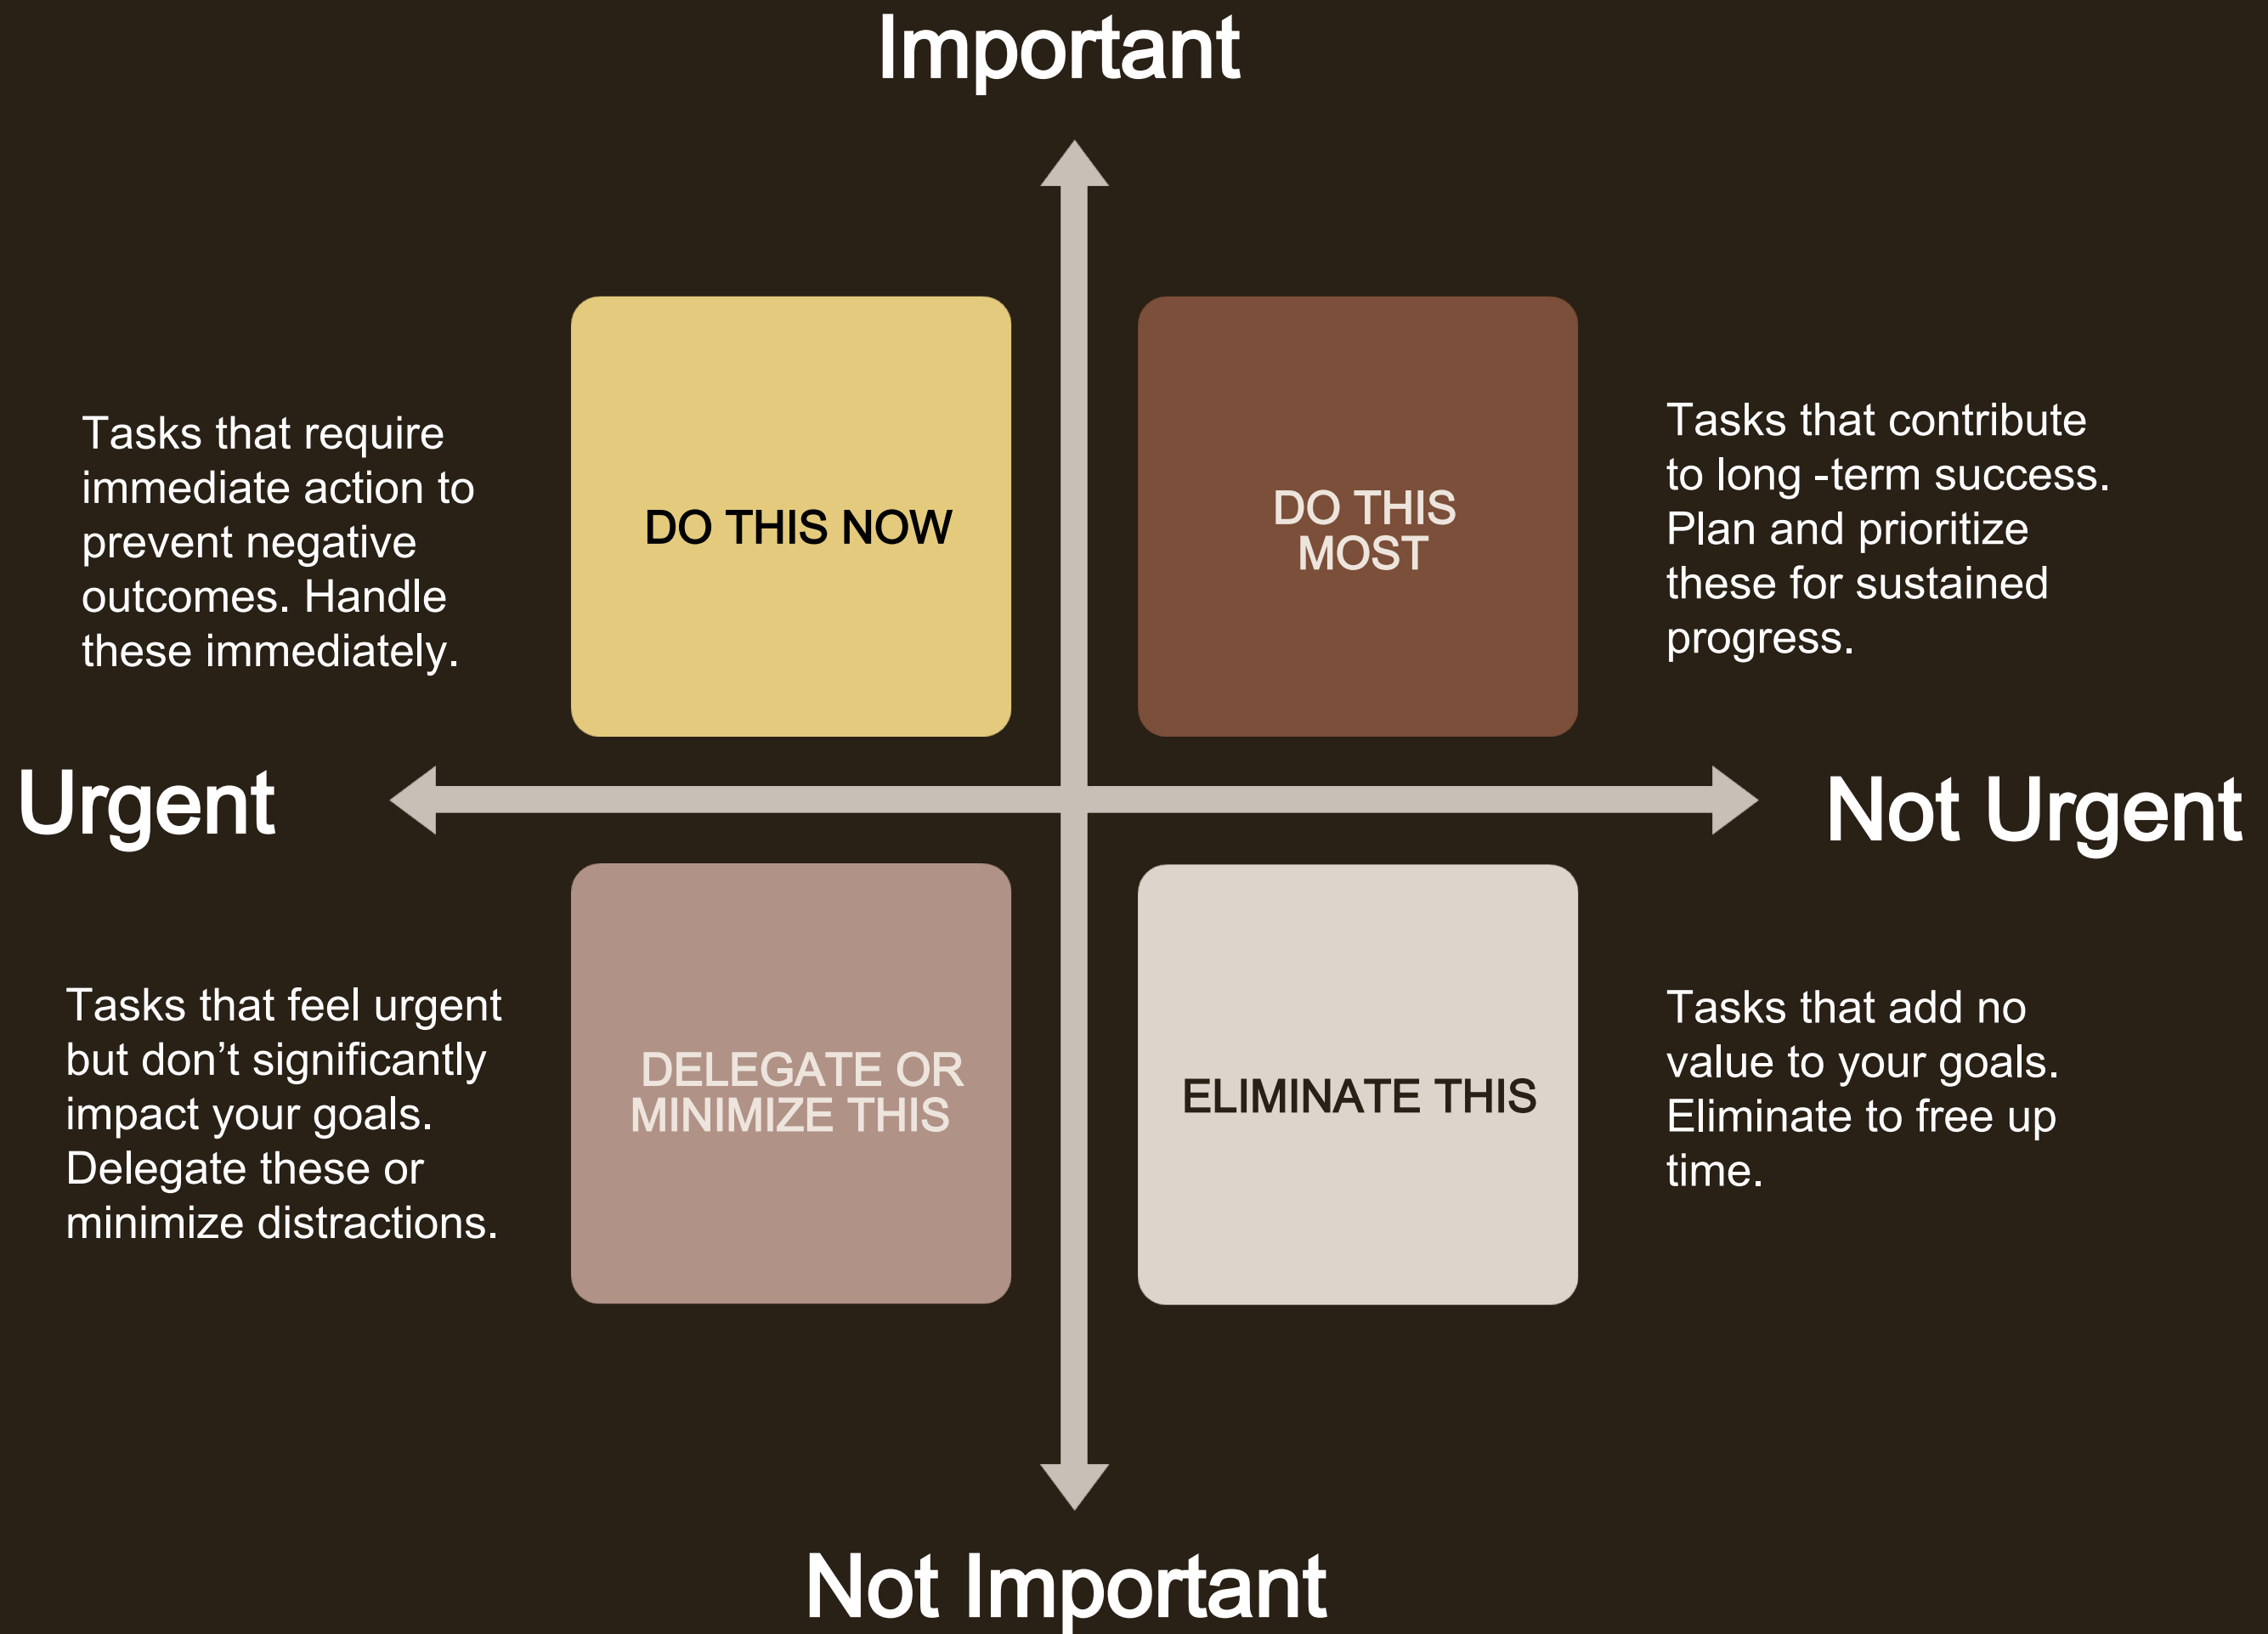 Important
Tasks that require
immediate action to
prevent negative
outcomes. Handle
these immediately.
DO THIS NOW
DO THIS
MOST
Tasks that contribute
to long -term success.
Plan and prioritize
these for sustained
progress.
Urgent
Not Urgent
Tasks that feel urgent
but don’t significantly
impact your goals.
Delegate these or
minimize distractions.
DELEGATE OR
MINIMIZE THIS
ELIMINATE THIS
Tasks that add no
value to your goals.
Eliminate to free up
time.
Not Important